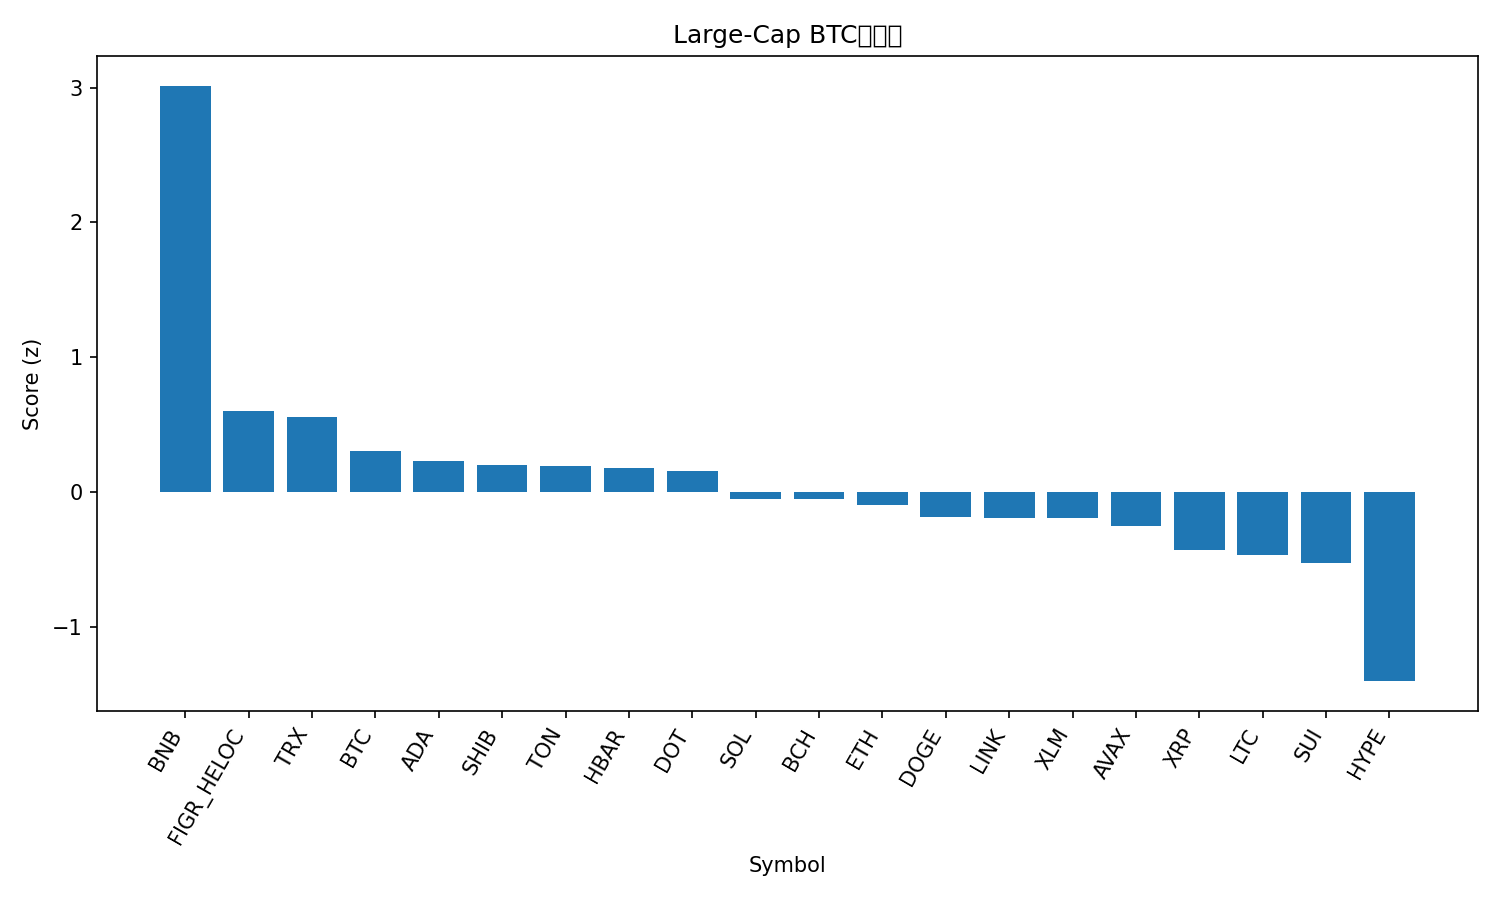 Large-Cap BTC
Score (z)
3
2
1
0
−1
BNB
FIGR_HELOC
TRX
BTC
ADA
SHIB
TON
HBAR
DOT
SOL
BCH
ETH
DOGE
LINK
XLM
AVAX
XRP
LTC
SUI
HYPE
Symbol